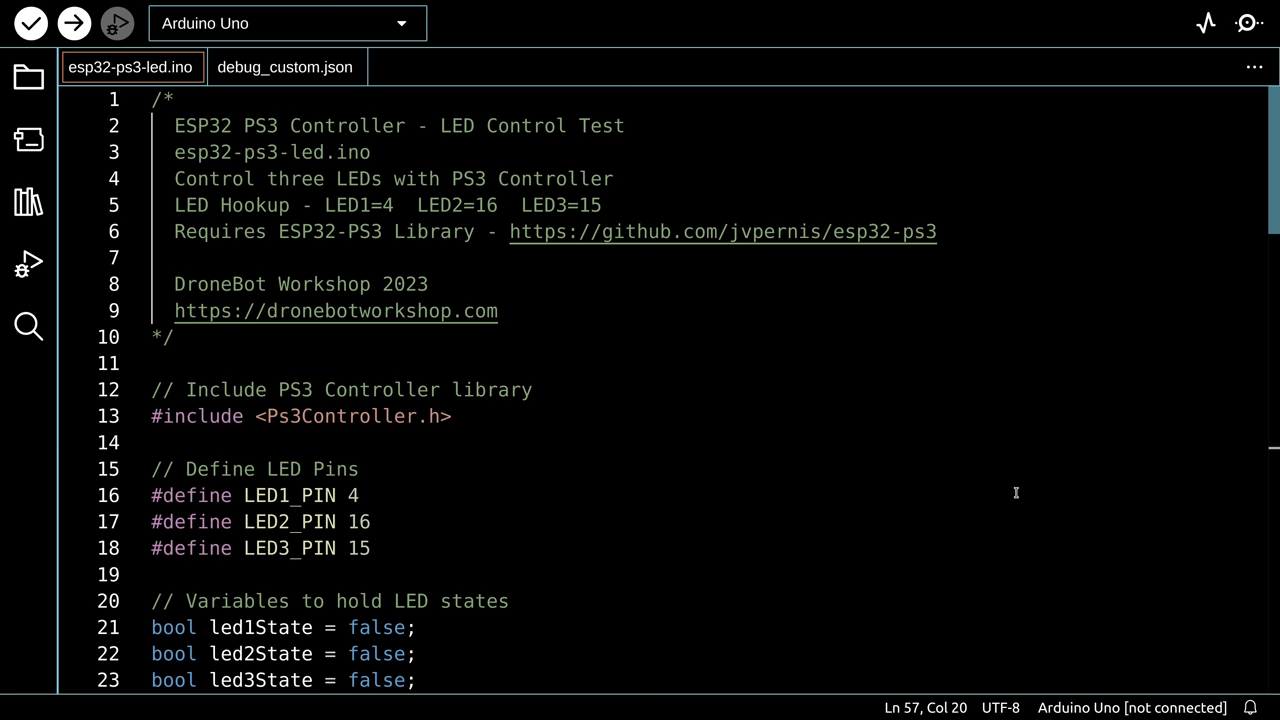 Arduino Uno
esp32-ps3-led.ino
debug_custom.json
1 /*
2 ESP32 PS3 Controller - LED Control Test
3 esp32-ps3-led.ino
4 Control three LEDs with PS3 Controller
5 LED Hookup - LED1=4  LED2=16  LED3=15
6 Requires ESP32-PS3 Library - https://github.com/jvpernis/esp32-ps3
7
8 DroneBot Workshop 2023
9 https://dronebotworkshop.com
10 */
11
12 // Include PS3 Controller library
13 #include <Ps3Controller.h>
14
15 // Define LED Pins
16 #define LED1_PIN 4
17 #define LED2_PIN 16
18 #define LED3_PIN 15
19
20 // Variables to hold LED states
21 bool led1State = false;
22 bool led2State = false;
23 bool led3State = false;
Ln 57, Col 20 UTF-8 Arduino Uno [not connected]